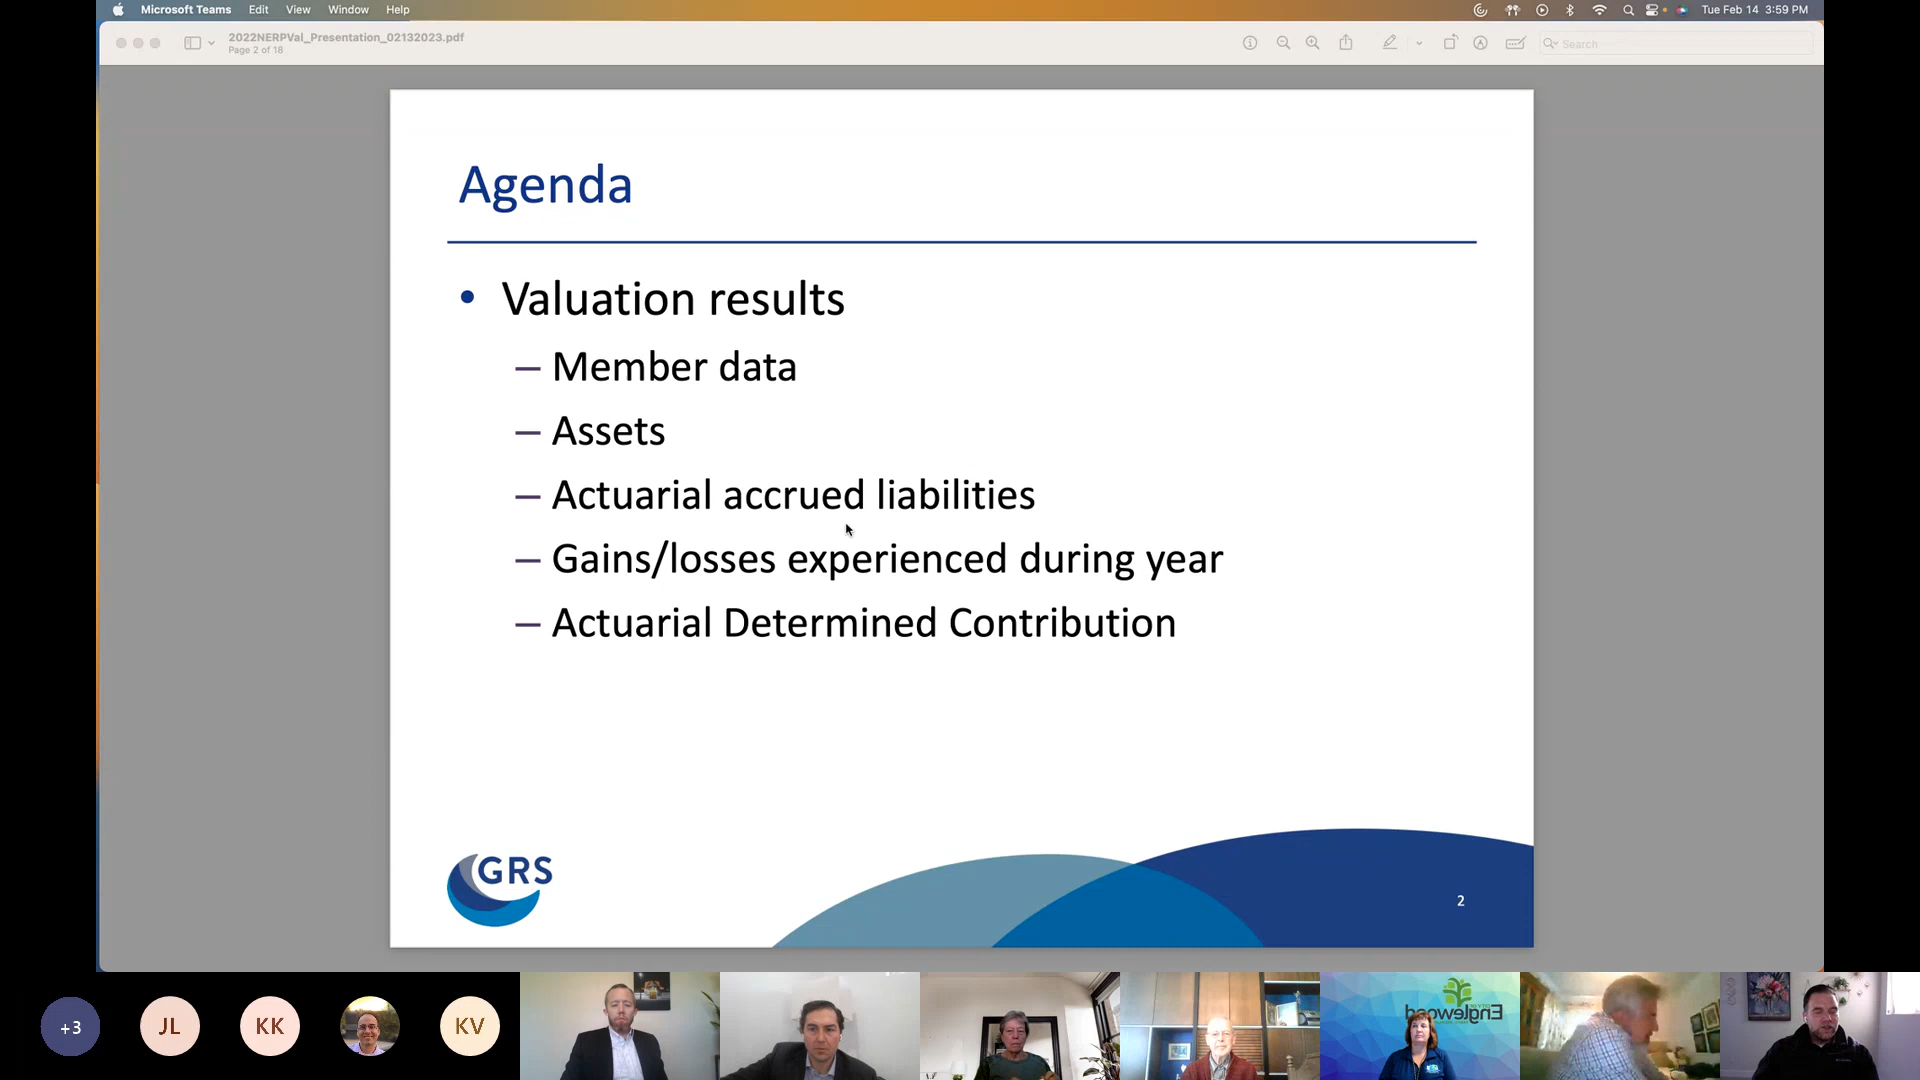 Microsoft Teams Edit View Window Help
Tue Feb 14 3:59 PM
2022NERPVal_Presentation_02132023.pdf
Page 2 of 18
Search
Agenda
• Valuation results
– Member data
– Assets
– Actuarial accrued liabilities
– Gains/losses experienced during year
– Actuarial Determined Contribution
GRS
2
+3
JL
KK
KV
Englewood